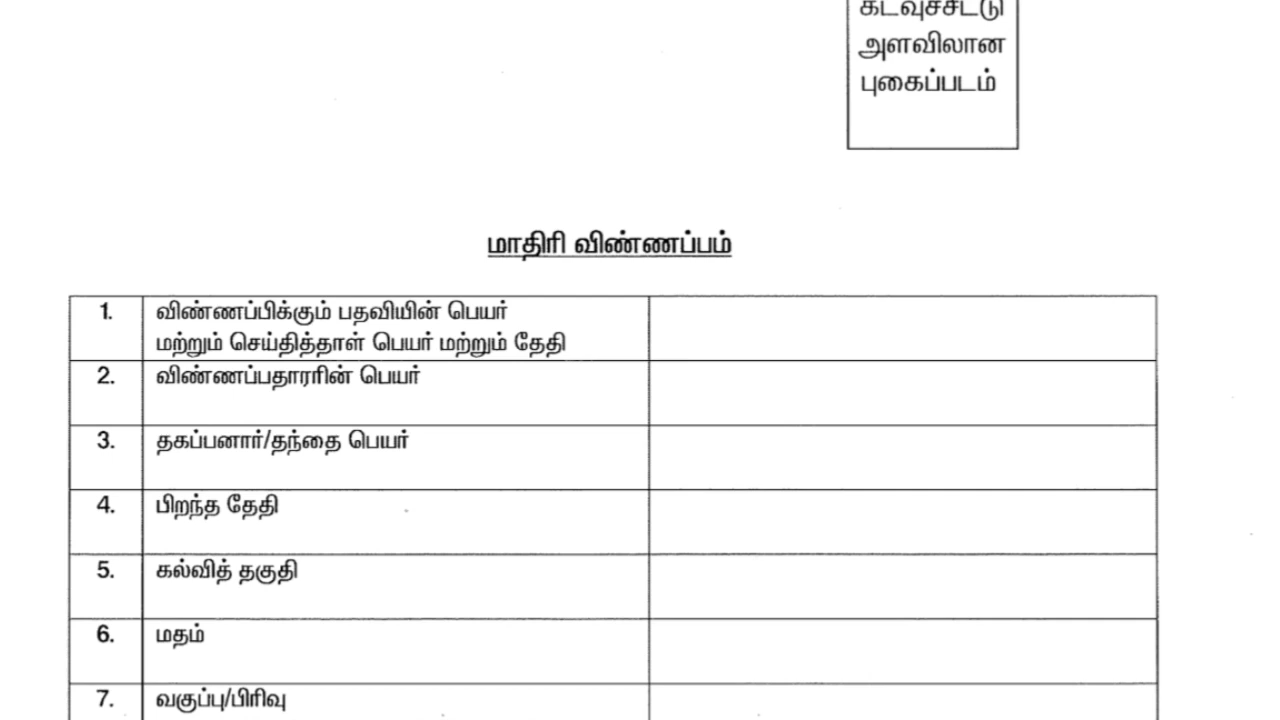 கடவுச்சீட்டு
அளவிலான
புகைப்படம்
மாதிரி விண்ணப்பம்
1. விண்ணப்பிக்கும் பதவியின் பெயர்
மற்றும் செய்தித்தாள் பெயர் மற்றும் தேதி
2. விண்ணப்பதாரரின் பெயர்
3. தகப்பனார்/தந்தை பெயர்
4. பிறந்த தேதி
5. கல்வித் தகுதி
6. மதம்
7. வகுப்பு/பிரிவு